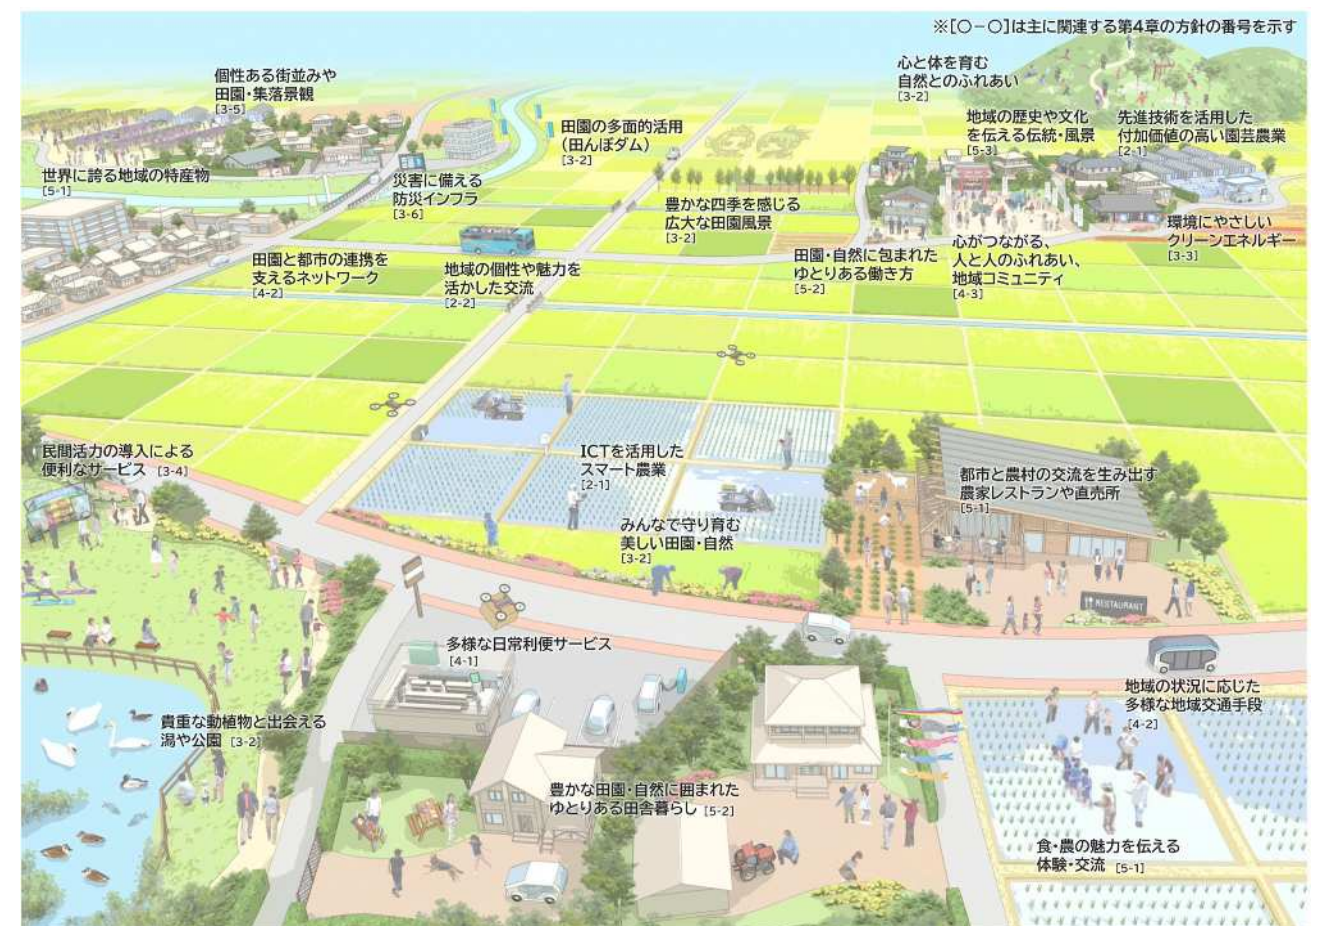 ※[〇−〇]は主に関連する第4章の方針の番号を示す
心と体を育む
自然とのふれあい
[3-2]
個性ある街並みや
田園・集落景観
[3-5]
地域の歴史や文化
を伝える伝統・風景
[5-3]
先進技術を活用した
付加価値の高い園芸農業
[2-1]
田園の多面的活用
(田んぼダム)
[3-2]
世界に誇る地域の特産物
[5-1]
災害に備える
防災インフラ
[3-6]
豊かな四季を感じる
広大な田園風景
[3-2]
環境にやさしい
クリーンエネルギー
[3-3]
田園と都市の連携を
支えるネットワーク
[4-2]
地域の個性や魅力を
活かした交流
[2-2]
田園・自然に包まれた
ゆとりある働き方
[5-2]
心がつながる、
人と人のふれあい、
地域コミュニティ
[4-3]
民間活力の導入による
便利なサービス [3-4]
ICTを活用した
スマート農業
[2-1]
都市と農村の交流を生み出す
農家レストランや直売所
[5-1]
みんなで守り育む
美しい田園・自然
[3-2]
RESTAURANT
多様な日常利便サービス
[4-1]
地域の状況に応じた
多様な地域交通手段
[4-2]
貴重な動植物と出会える
潟や公園 [3-2]
豊かな田園・自然に囲まれた
ゆとりある田舎暮らし [5-2]
食・農の魅力を伝える
体験・交流 [5-1]